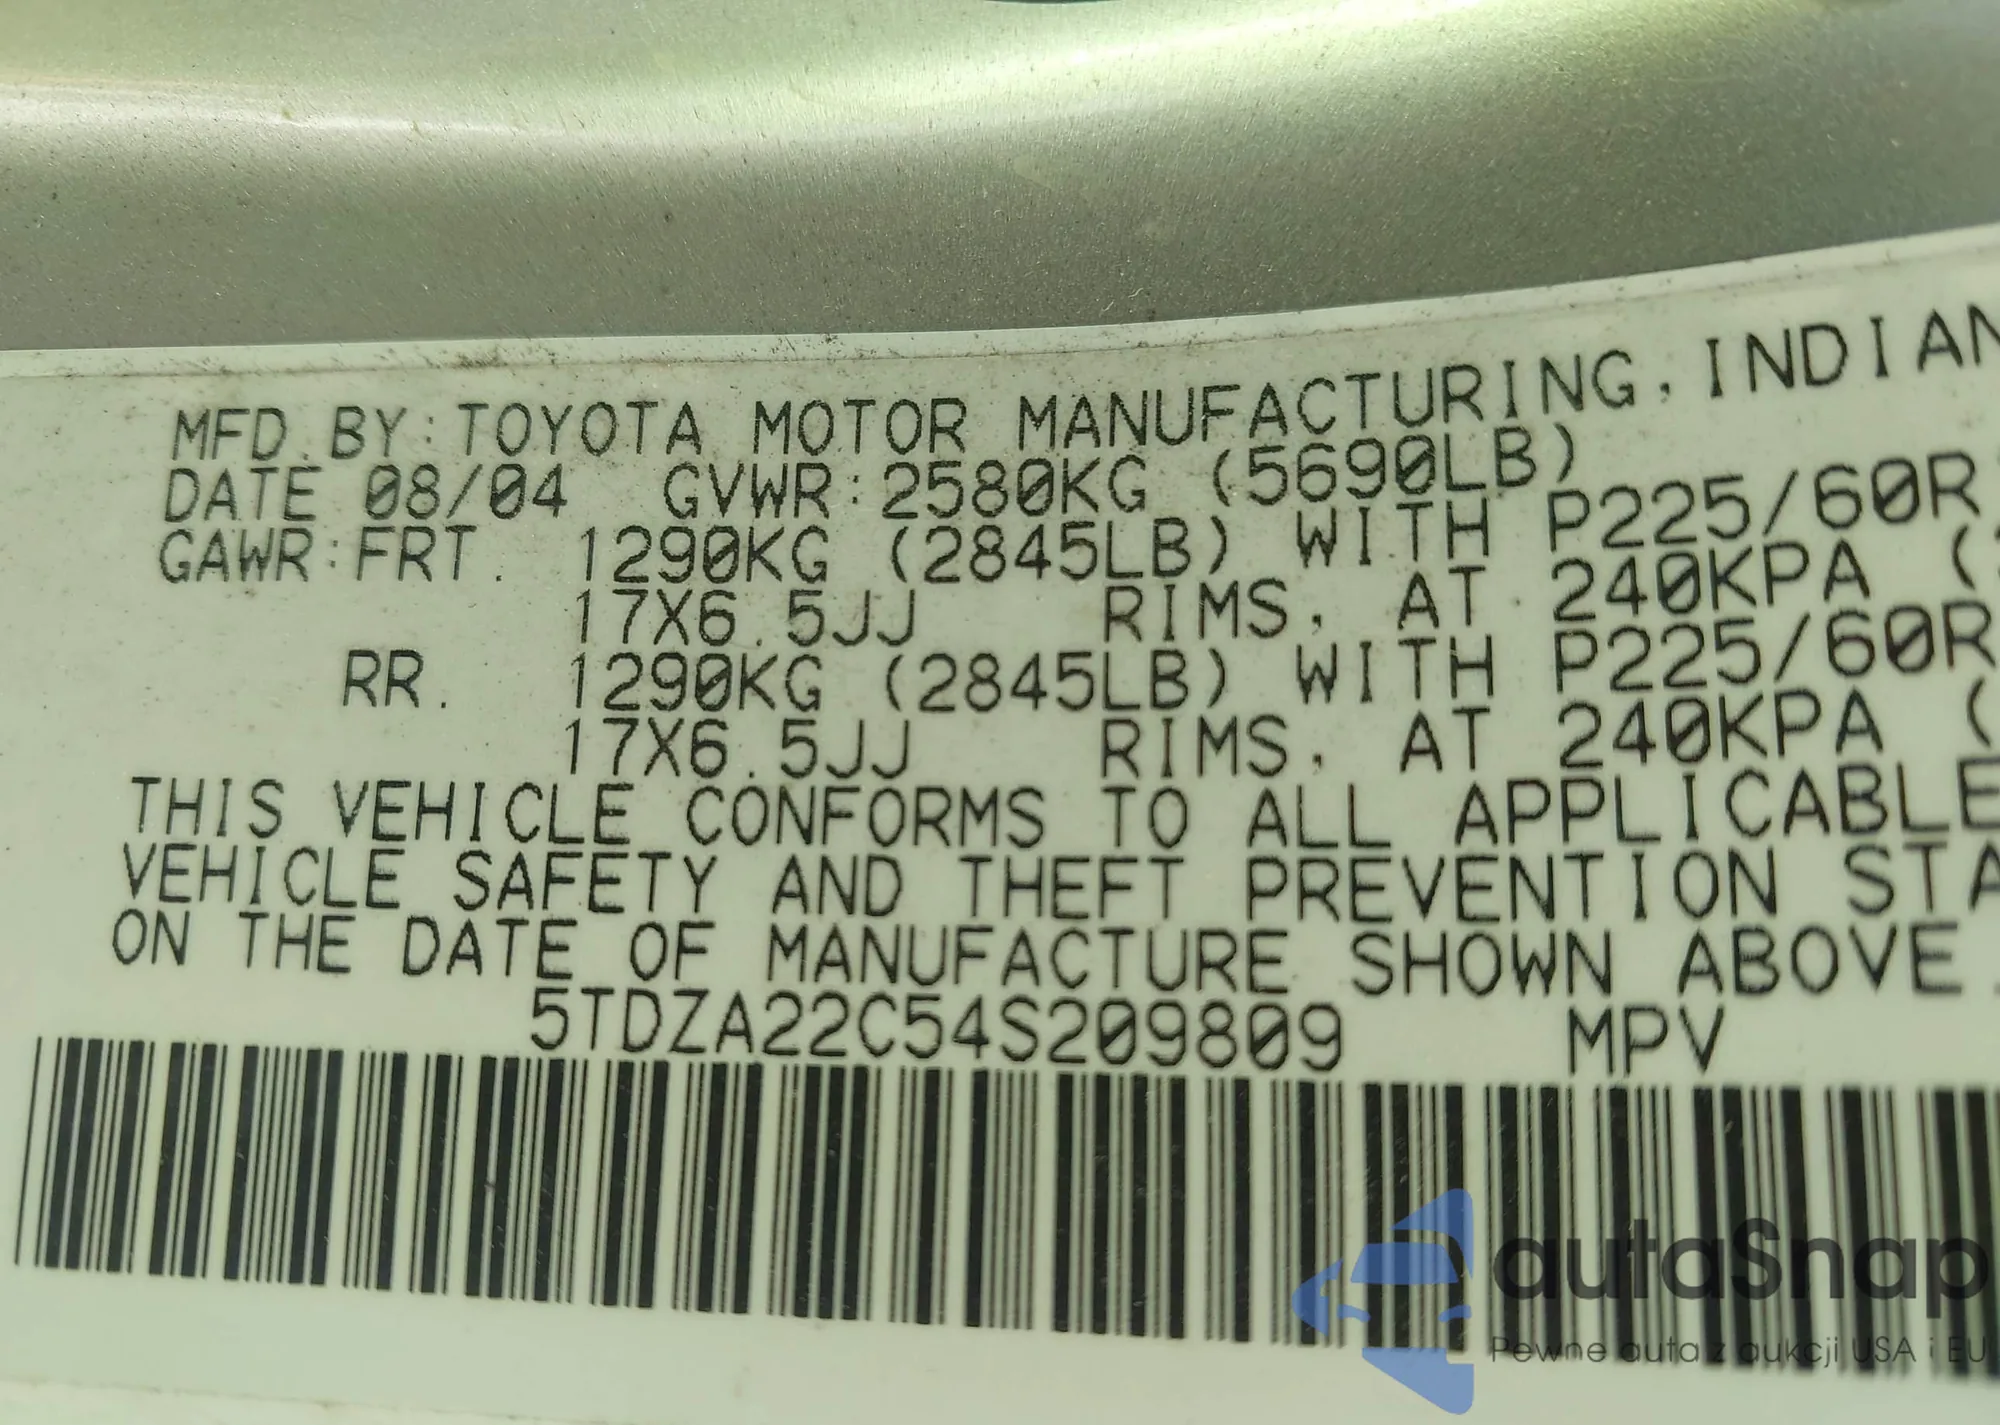 MFD.BY:TOYOTA MOTOR MANUFACTURING,INDIAN
DATE 08/04 GVWR:2580KG (5690LB)
GAWR:FRT. 1290KG (2845LB) WITH P225/60R
17X6.5JJ RIMS, AT 240KPA (
RR. 1290KG (2845LB) WITH P225/60R
17X6.5JJ RIMS, AT 240KPA (
THIS VEHICLE CONFORMS TO ALL APPLICABLE
VEHICLE SAFETY AND THEFT PREVENTION STA
ON THE DATE OF MANUFACTURE SHOWN ABOVE.
5TDZA22C54S209809 MPV
autaSnap
Pewne auta z aukcji USA i EU